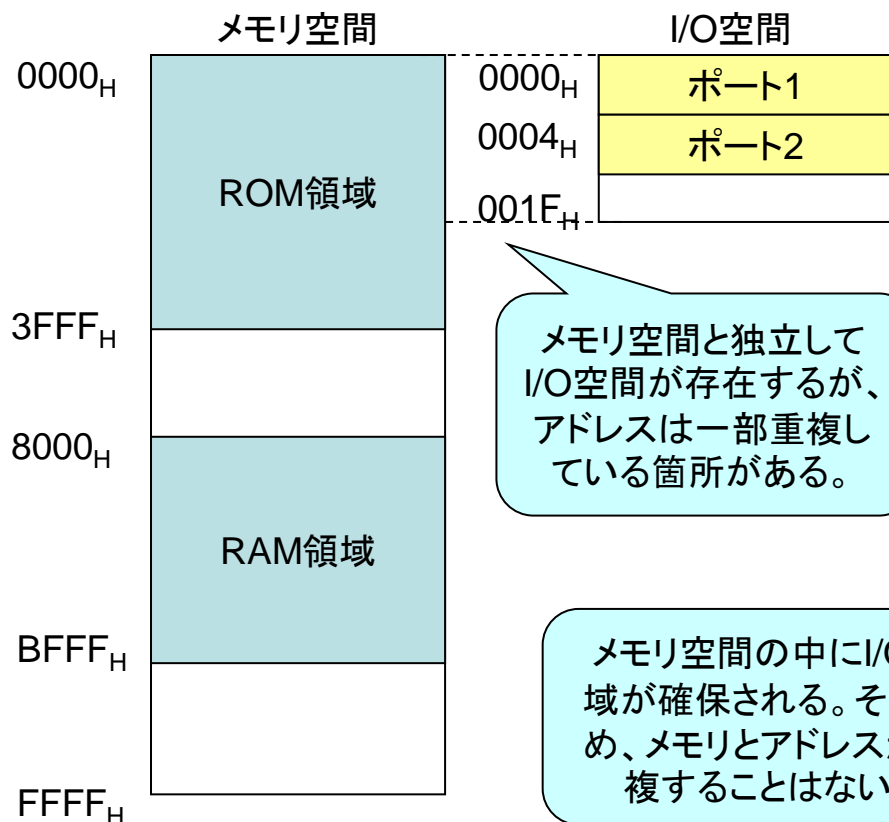 メモリ空間
I/O空間
0000H
ROM領域
3FFFH
8000H
RAM領域
BFFFH
FFFFH
0000H
ポート1
0004H
ポート2
001FH
メモリ空間と独立して
I/O空間が存在するが、
アドレスは一部重複し
ている箇所がある。
メモリ空間の中にI/
域が確保される。そ
め、メモリとアドレス
複することはない